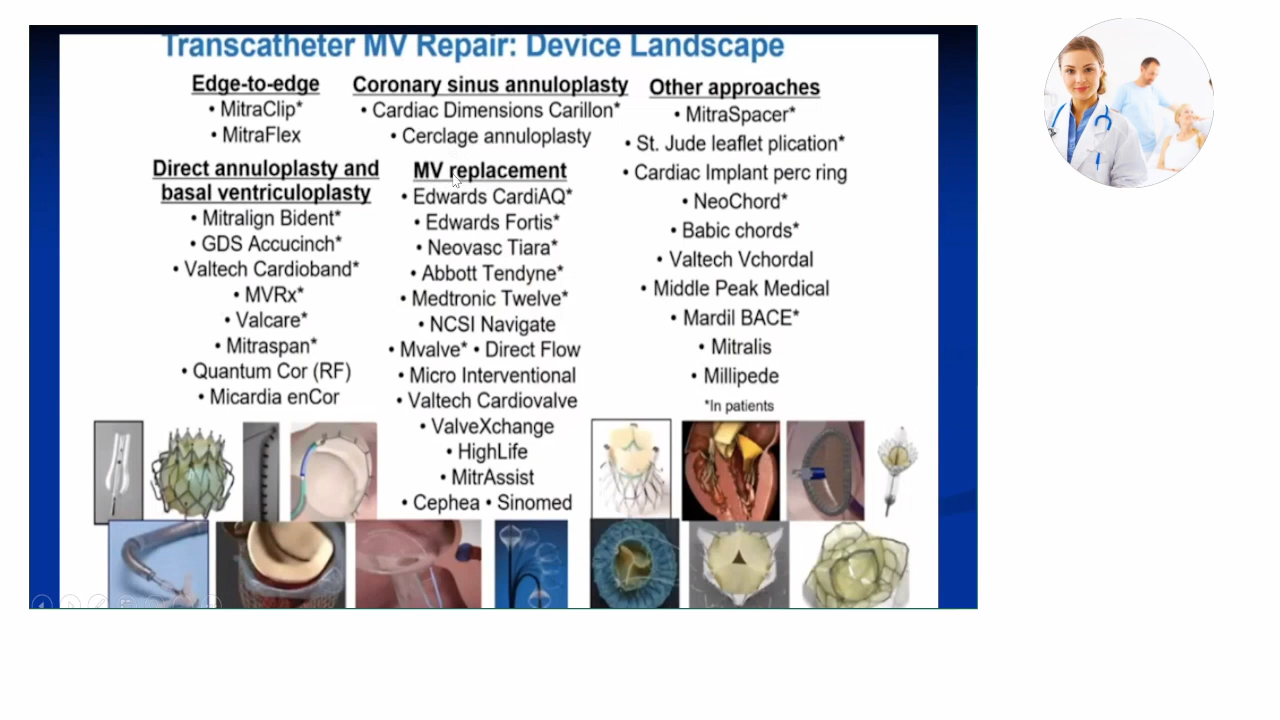 Transcatheter MV Repair: Device Landscape
Edge-to-edge
• MitraClip*
• MitraFlex
Direct annuloplasty and
basal ventriculoplasty
• Mitralign Bident*
• GDS Accucinch*
• Valtech Cardioband*
• MVRx*
• Valcare*
• Mitraspan*
• Quantum Cor (RF)
• Micardia enCor
Coronary sinus annuloplasty
• Cardiac Dimensions Carillon*
• Cerclage annuloplasty
MV replacement
• Edwards CardiAQ*
• Edwards Fortis*
• Neovasc Tiara*
• Abbott Tendyne*
• Medtronic Twelve*
• NCSI Navigate
• Mvalve* • Direct Flow
• Micro Interventional
• Valtech Cardiovalve
• ValveXchange
• HighLife
• MitrAssist
• Cephea • Sinomed
Other approaches
• MitraSpacer*
• St. Jude leaflet plication*
• Cardiac Implant perc ring
• NeoChord*
• Babic chords*
• Valtech Vchordal
• Middle Peak Medical
• Mardil BACE*
• Mitralis
• Millipede
*In patients